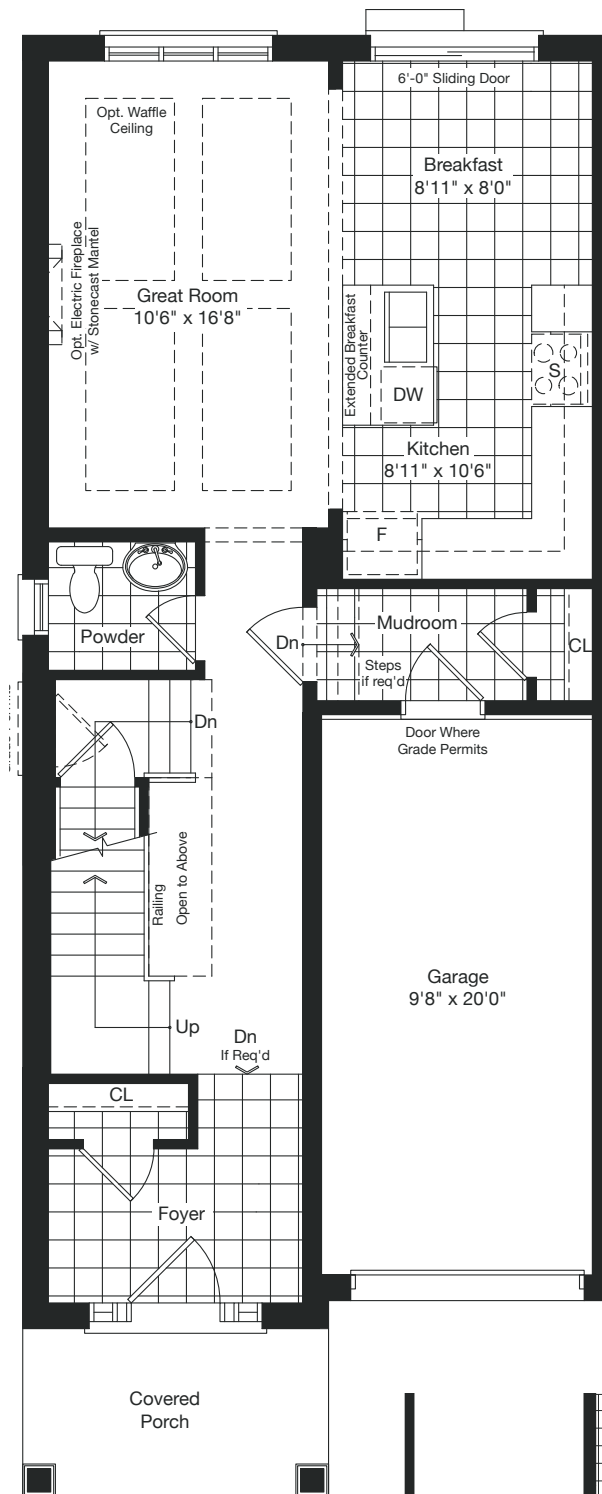 6'-0" Sliding Door
Opt. Waffle
Ceiling
Breakfast
8'11" x 8'0"
Opt. Electric Fireplace
w/ Stonecast Mantel
Great Room
10'6" x 16'8"
Extended Breakfast
Counter
DW
S
Kitchen
8'11" x 10'6"
F
Powder
Dn
Mudroom
Steps
if req'd
CL
Dn
Door Where
Grade Permits
Railing
Open to Above
Garage
9'8" x 20'0"
Up
Dn
If Req'd
CL
Foyer
Covered
Porch